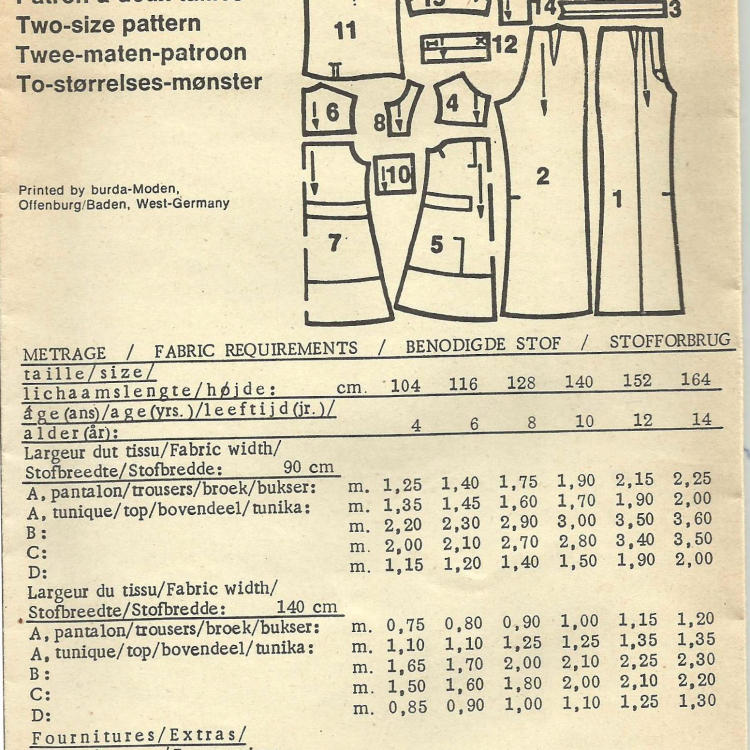 Two-size pattern
Twee-maten-patroon
To-størrelses-mønster
11
14
3
12
6
8
4
10
2
1
7
5
Printed by burda-Moden,
Offenburg/Baden, West-Germany
METRAGE / FABRIC REQUIREMENTS / BENODIGDE STOF / STOFFORBRUG
taille/size/
lichaamslengte/højde: cm. 104 116 128 140 152 164
áge (ans)/age (yrs.)/leeftijd (jr.)/
alder (år): 4 6 8 10 12 14
Largeur dut tissu/Fabric width/
Stofbreedte/Stofbredde: 90 cm
A, pantalon/trousers/broek/bukser: m. 1,25 1,40 1,75 1,90 2,15 2,25
A, tunique/top/bovendeel/tunika: m. 1,35 1,45 1,60 1,70 1,90 2,00
B: m. 2,20 2,30 2,90 3,00 3,50 3,60
C: m. 2,00 2,10 2,70 2,80 3,40 3,50
D: m. 1,15 1,20 1,40 1,50 1,90 2,00
Largeur du tissu/Fabric width/
Stofbreedte/Stofbredde: 140 cm
A, pantalon/trousers/broek/bukser: m. 0,75 0,80 0,90 1,00 1,15 1,20
A, tunique/top/bovendeel/tunika: m. 1,10 1,10 1,25 1,25 1,35 1,35
B: m. 1,65 1,70 2,00 2,10 2,25 2,30
C: m. 1,50 1,60 1,80 2,00 2,10 2,20
D: m. 0,85 0,90 1,00 1,10 1,25 1,30
Fournitures/Extras/